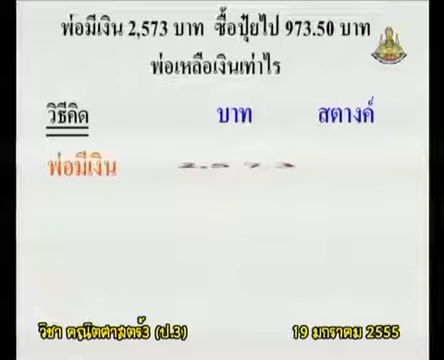 พ่อมีเงิน 2,573 บาท ซื้อปุ๋ยไป 973.50 บาท
พ่อเหลือเงินเท่าไร
วิธีคิด บาท สตางค์
พ่อมีเงิน 2,5 7 3
วิชา คณิตศาสตร์3 (ป.3) 19 มกราคม 2555